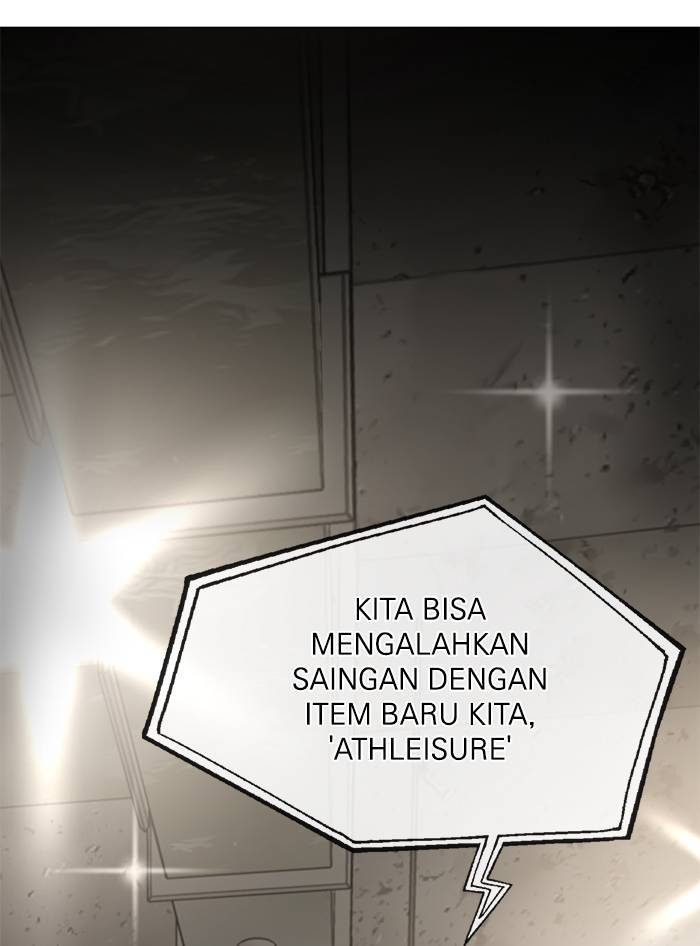 KITA BISA
MENGALAHKAN
SAINGAN DENGAN
ITEM BARU KITA,
'ATHLEISURE'